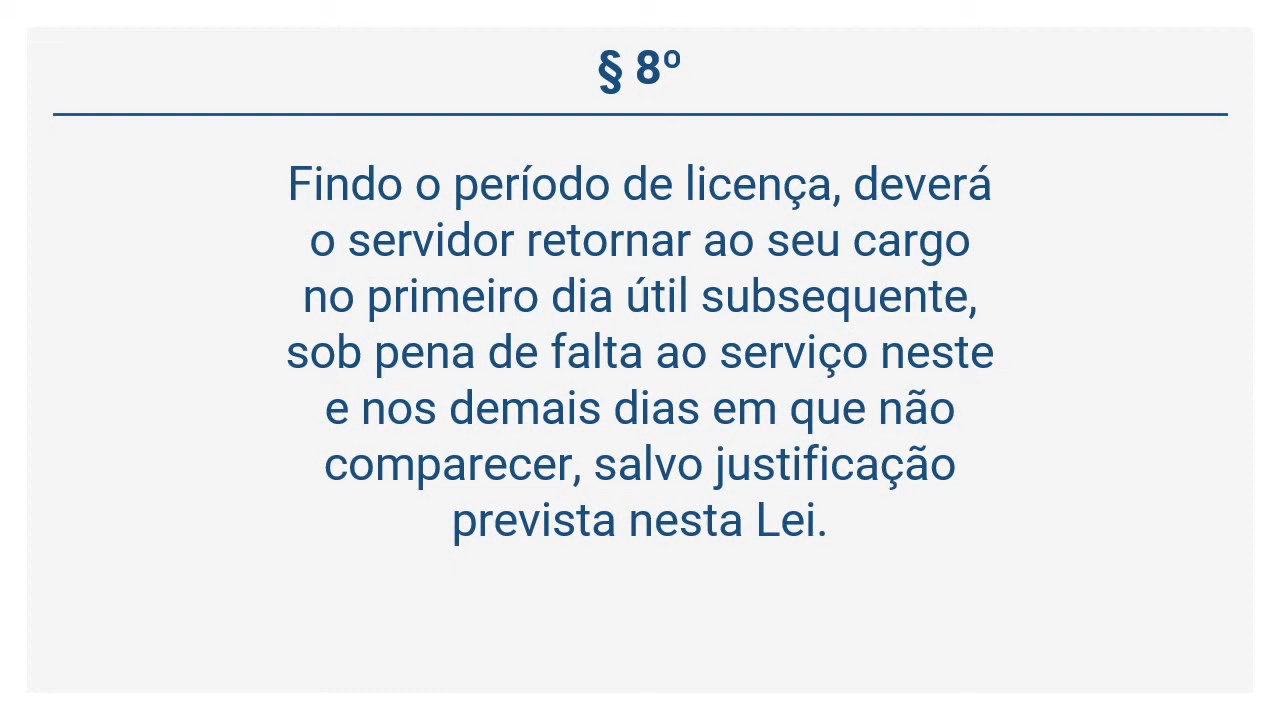 § 8º
Findo o período de licença, deverá
o servidor retornar ao seu cargo
no primeiro dia útil subsequente,
sob pena de falta ao serviço neste
e nos demais dias em que não
comparecer, salvo justificação
prevista nesta Lei.